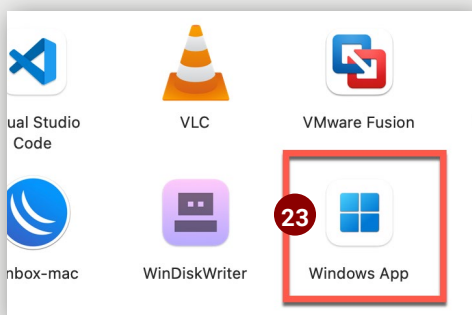 ual Studio
Code
VLC
VMware Fusion
23
nbox-mac
WinDiskWriter
Windows App